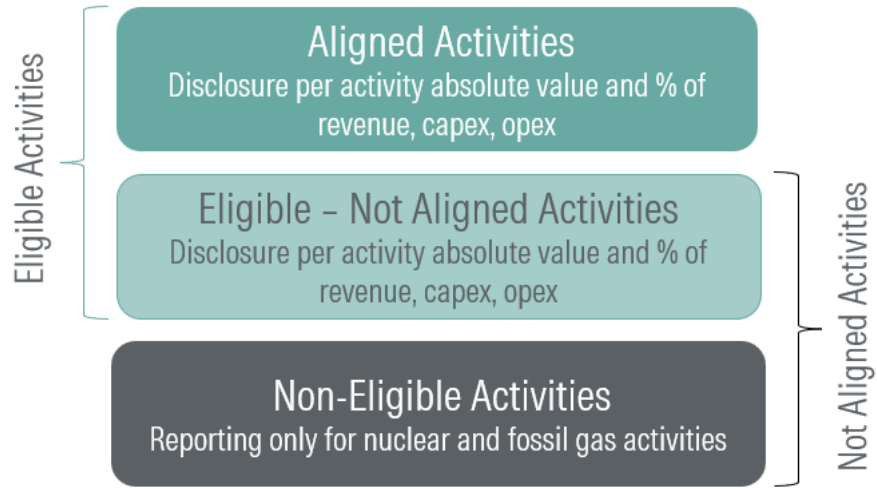 Eligible Activities
Aligned Activities
Disclosure per activity absolute value and % of
revenue, capex, opex
Eligible – Not Aligned Activities
Disclosure per activity absolute value and % of
revenue, capex, opex
Non-Eligible Activities
Reporting only for nuclear and fossil gas activities
Not Aligned Activities